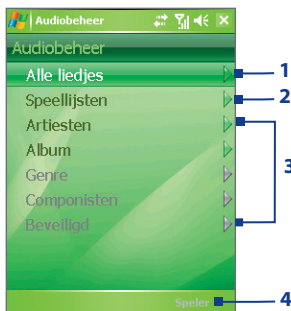 Audiobeheer
Audiobeheer
Alle liedjes
1
Speellijsten
2
Artiesten
3
Album
Genre
Componisten
Beveiligd
Speler
4